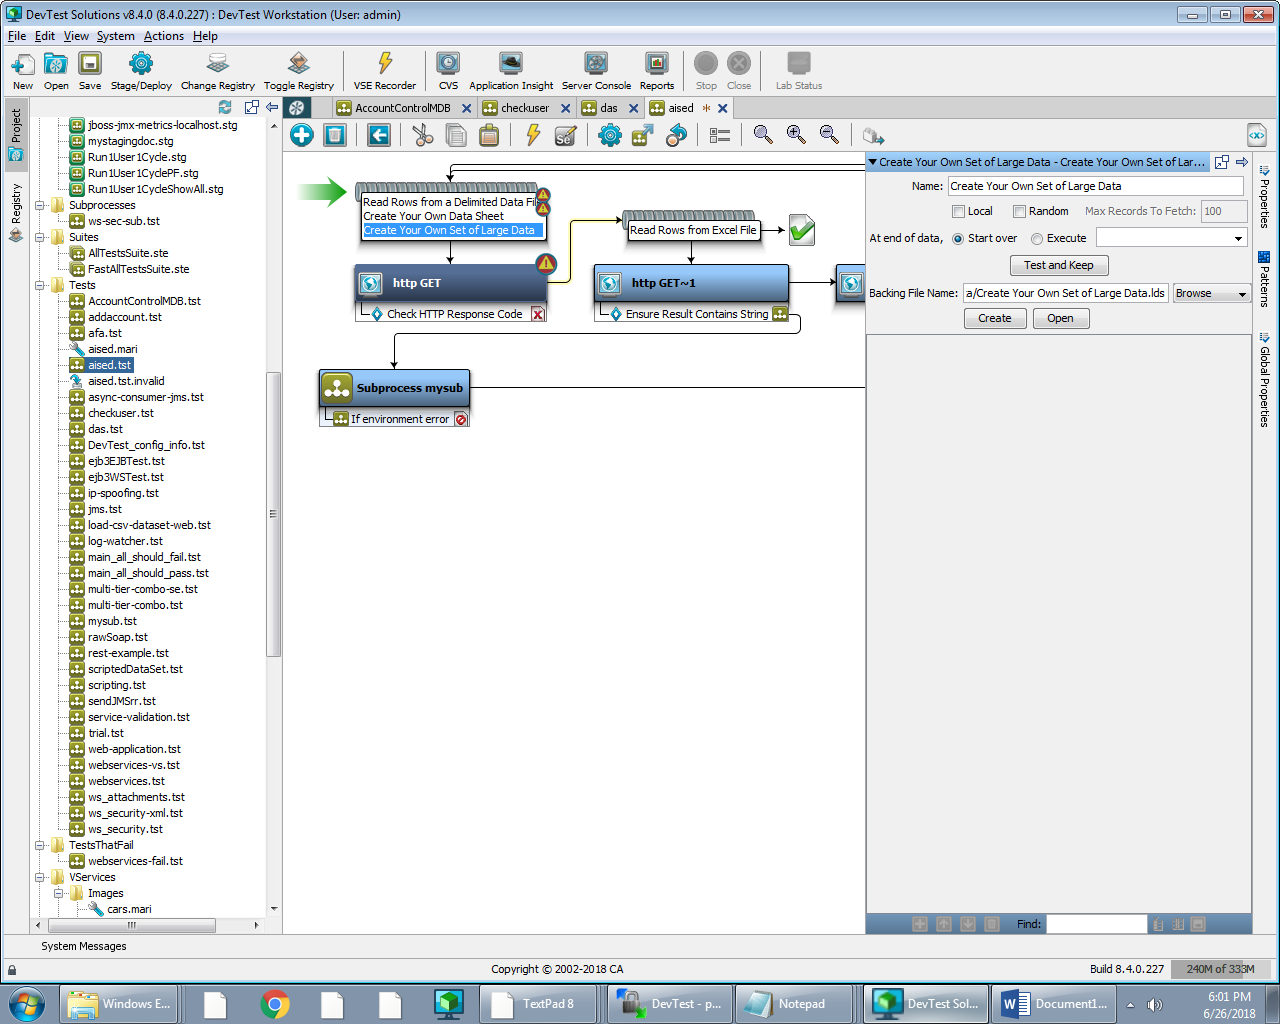 DevTest Solutions v8.4.0 (8.4.0.227) : DevTest Workstation (User: admin)
File Edit View System Actions Help
New Open Save Stage/Deploy Change Registry Toggle Registry VSE Recorder CVS Application Insight Server Console Reports Stop Close Lab Status
Project
Registry
jboss-jmx-metrics-localhost.stg
mystagingdoc.stg
Run1User1Cycle.stg
Run1User1CyclePF.stg
Run1User1CycleShowAll.stg
Subprocesses
ws-sec-sub.tst
Suites
AllTestsSuite.ste
FastAllTestsSuite.ste
Tests
AccountControlMDB.tst
addaccount.tst
afa.tst
aised.mari
aised.tst
aised.tst.invalid
async-consumer-jms.tst
checkuser.tst
das.tst
DevTest_config_info.tst
ejb3EJBTest.tst
ejb3WSTest.tst
ip-spoofing.tst
jms.tst
load-csv-dataset-web.tst
log-watcher.tst
main_all_should_fail.tst
main_all_should_pass.tst
multi-tier-combo-se.tst
multi-tier-combo.tst
mysub.tst
rawSoap.tst
rest-example.tst
scriptedDataSet.tst
scripting.tst
sendJMSrr.tst
service-validation.tst
trial.tst
web-application.tst
webservices-vs.tst
webservices.tst
ws_attachments.tst
ws_security-xml.tst
ws_security.tst
TestsThatFail
webservices-fail.tst
VServices
Images
cars.mari
AccountControlMDB checkuser das aised
Read Rows from a Delimited Data Fil
Create Your Own Data Sheet
Create Your Own Set of Large Data
http GET
Check HTTP Response Code
Read Rows from Excel File
http GET~1
Ensure Result Contains String
Subprocess mysub
If environment error
Create Your Own Set of Large Data - Create Your Own Set of Lar...
Name: Create Your Own Set of Large Data
Local Random Max Records To Fetch: 100
At end of data, Start over Execute
Test and Keep
Backing File Name: a/Create Your Own Set of Large Data.lds Browse
Create Open
Find:
Properties
Patterns
Global Properties
System Messages
Copyright © 2002-2018 CA
Build 8.4.0.227 240M of 333M
Windows E... TextPad 8 DevTest - p... Notepad DevTest Sol... Document1...
6:01 PM
6/26/2018